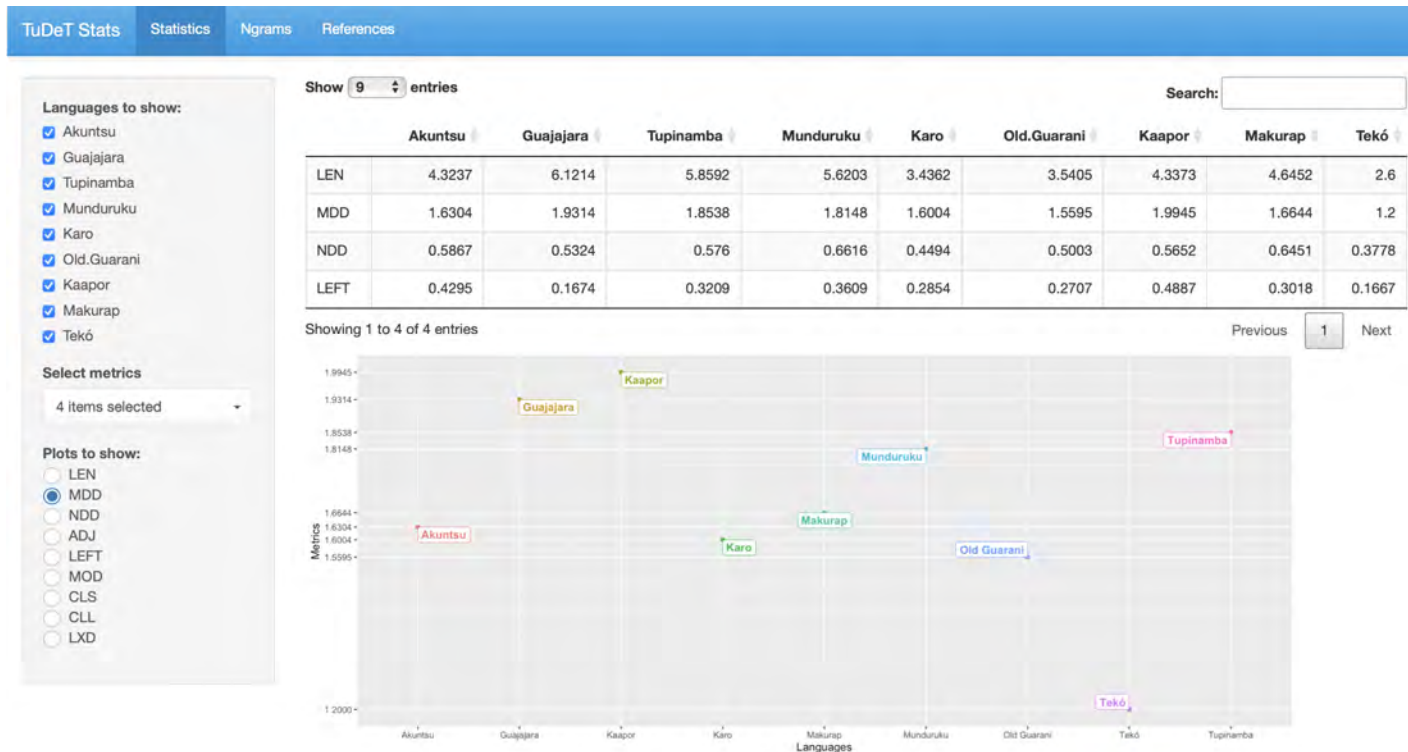 TuDeT Stats Statistics Ngrams References
Languages to show:
Akuntsu
Guajajara
Tupinamba
Munduruku
Karo
Old.Guarani
Kaapor
Makurap
Tekó
Select metrics
4 items selected
Plots to show:
LEN
MDD
NDD
ADJ
LEFT
MOD
CLS
CLL
LXD
Show 9 entries
Search:
Akuntsu Guajajara Tupinamba Munduruku Karo Old.Guarani Kaapor Makurap Tekó
LEN 4.3237 6.1214 5.8592 5.6203 3.4362 3.5405 4.3373 4.6452 2.6
MDD 1.6304 1.9314 1.8538 1.8148 1.6004 1.5595 1.9945 1.6644 1.2
NDD 0.5867 0.5324 0.576 0.6616 0.4494 0.5003 0.5652 0.6451 0.3778
LEFT 0.4295 0.1674 0.3209 0.3609 0.2854 0.2707 0.4887 0.3018 0.1667
Showing 1 to 4 of 4 entries
Previous 1 Next
Metrics
1.9945
1.9314
1.8538
1.8148
1.6644
1.6304
1.6004
1.5595
1.2000
Kaapor
Guajajara
Tupinamba
Munduruku
Makurap
Akuntsu
Karo
Old Guarani
Tekó
Akuntsu Guajajara Kaapor Karo Makurap Munduruku Old Guarani Tekó Tupinamba
Languages